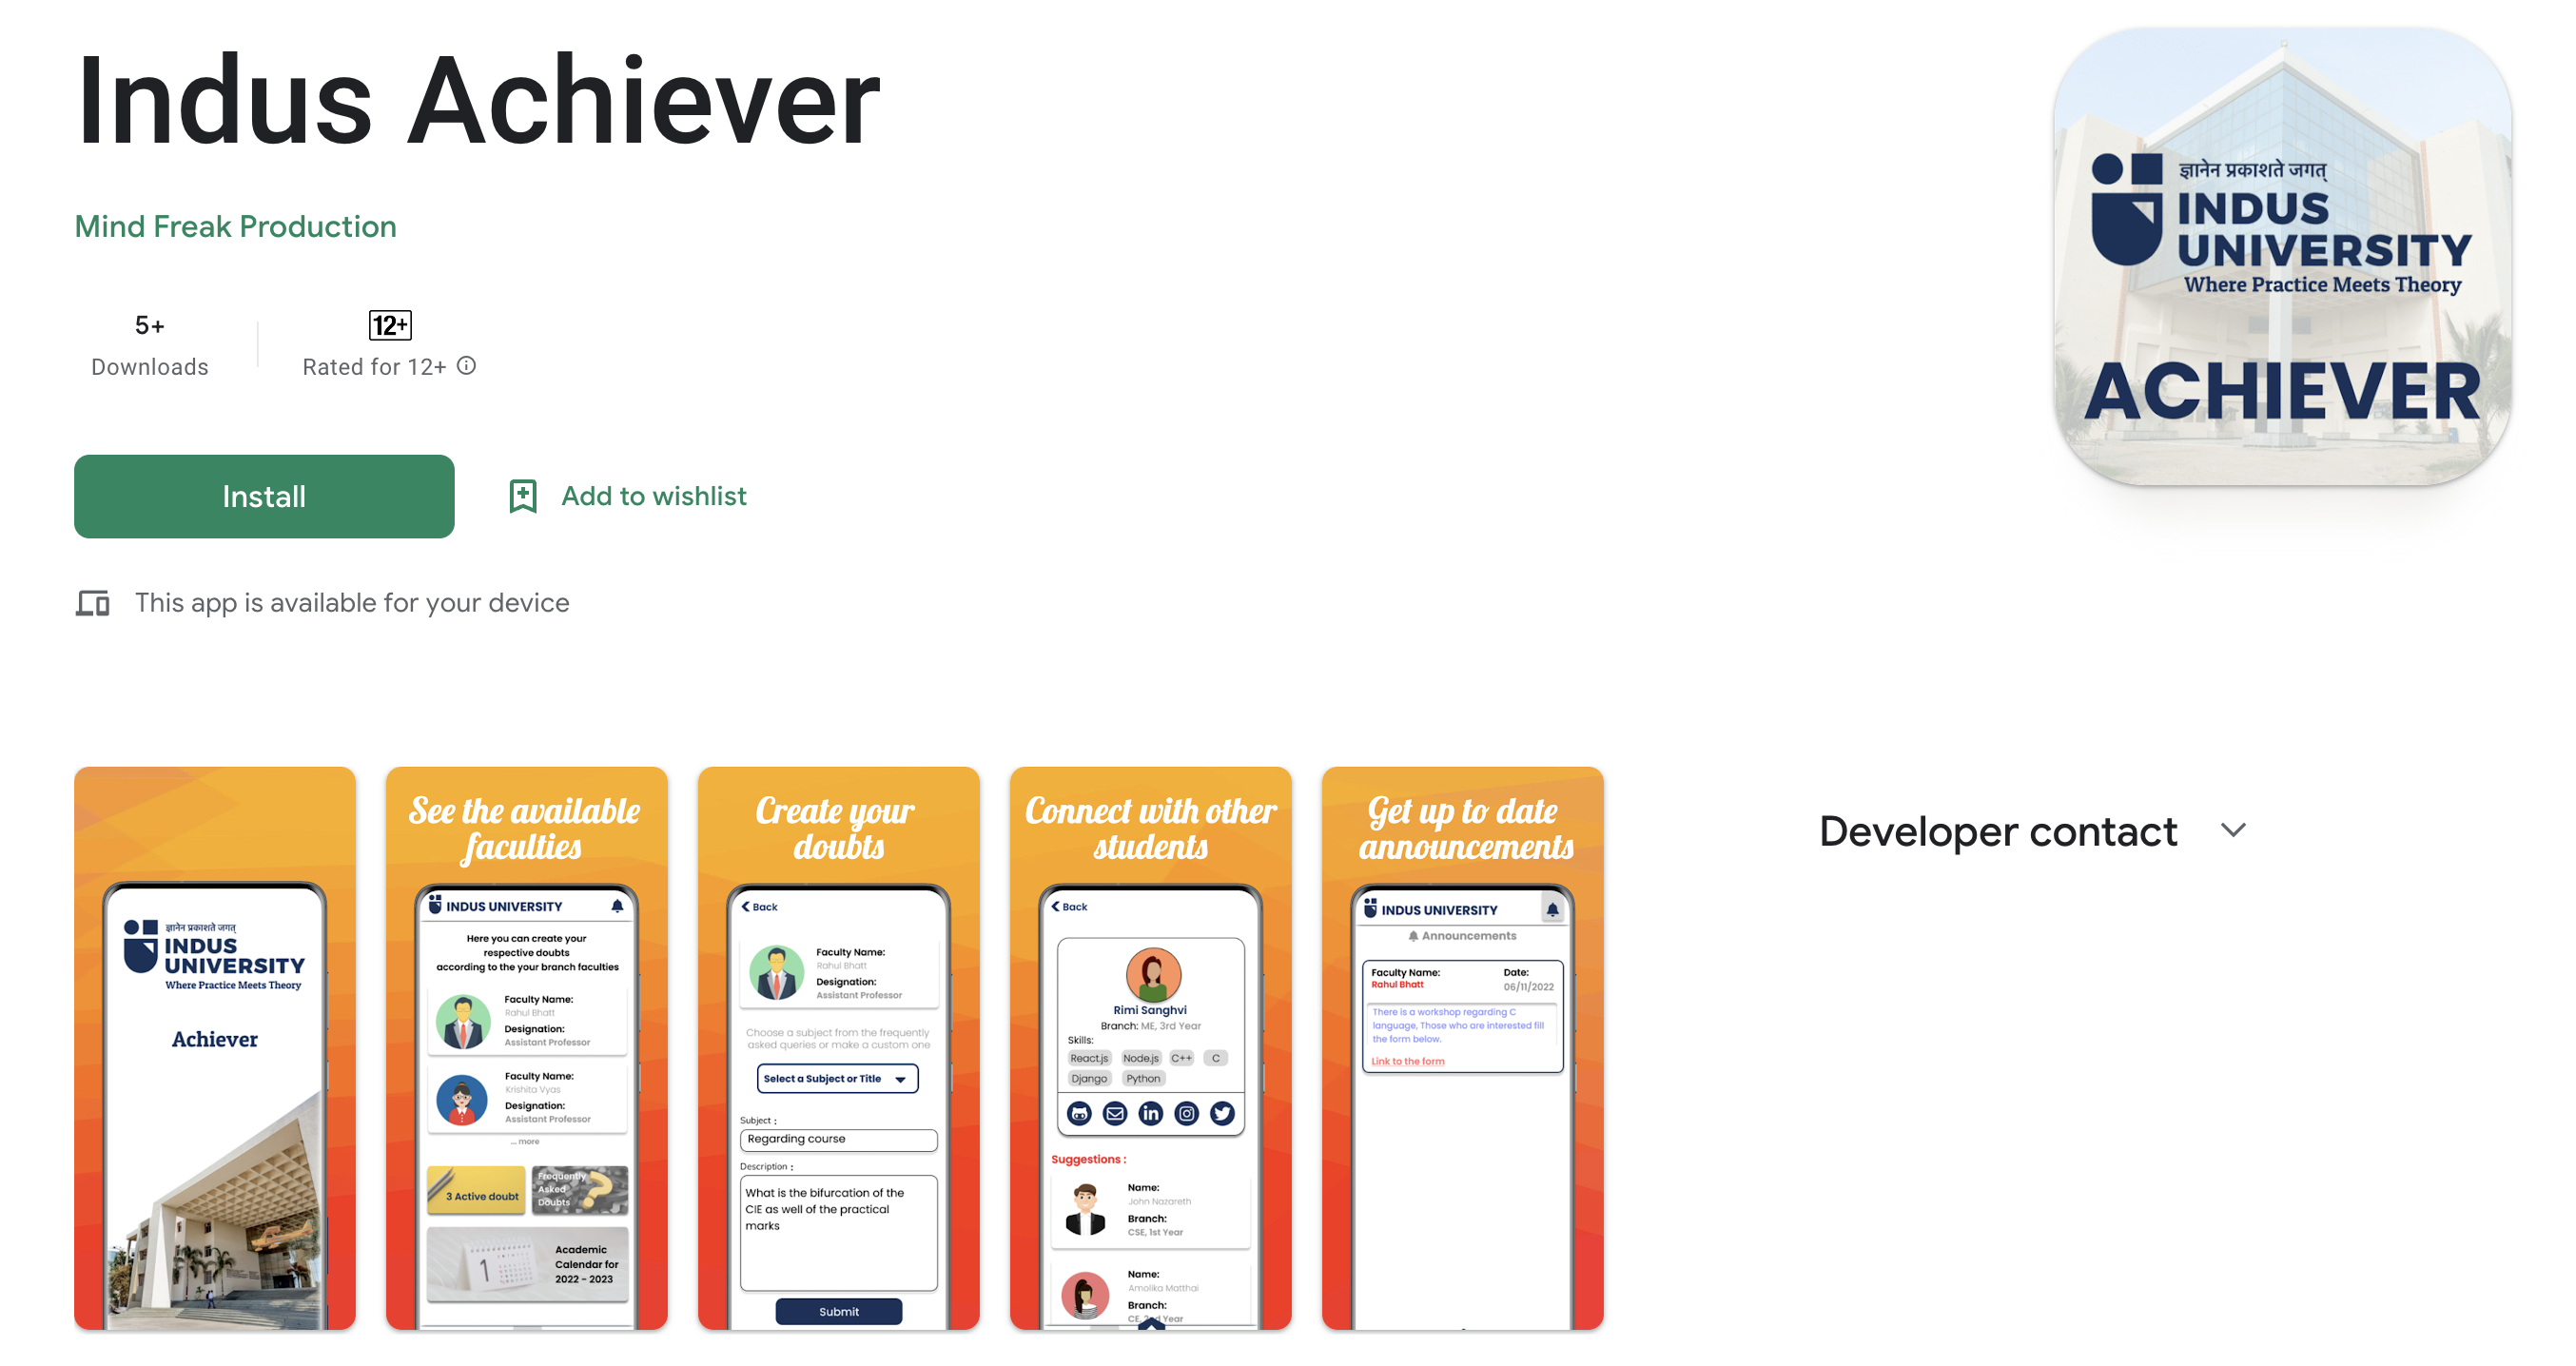 Indus Achiever
Mind Freak Production
5+
Downloads
12+
Rated for 12+
Install
Add to wishlist
This app is available for your device
ज्ञानेन प्रकाशते जगत्
INDUS
UNIVERSITY
Where Practice Meets Theory
ACHIEVER
ज्ञानेन प्रकाशते जगत्
INDUS
UNIVERSITY
Where Practice Meets Theory
Achiever
See the available
faculties
INDUS UNIVERSITY
Here you can create your
respective doubts
according to the your branch faculties
Faculty Name:
Rahul Bhatt
Designation:
Assistant Professor
Faculty Name:
Krishita Vyas
Designation:
Assistant Professor
... more
3 Active doubt
Frequently
Asked
Doubts
1
Academic
Calendar for
2022 - 2023
Create your
doubts
Back
Faculty Name:
Rahul Bhatt
Designation:
Assistant Professor
Choose a subject from the frequently
asked queries or make a custom one
Select a Subject or Title
Subject :
Regarding course
Description :
What is the bifurcation of the
CIE as well of the practical
marks
Submit
Connect with other
students
Back
Rimi Sanghvi
Branch: ME, 3rd Year
Skills:
React.js Node.js C++ C
Django Python
Suggestions :
Name:
John Nazareth
Branch:
CSE, 1st Year
Name:
Amolika Matthai
Branch:
CE, 2nd Year
Get up to date
announcements
INDUS UNIVERSITY
Announcements
Faculty Name: Date:
Rahul Bhatt 06/11/2022
There is a workshop regarding C
language, Those who are interested fill
the form below.
Link to the form
Developer contact